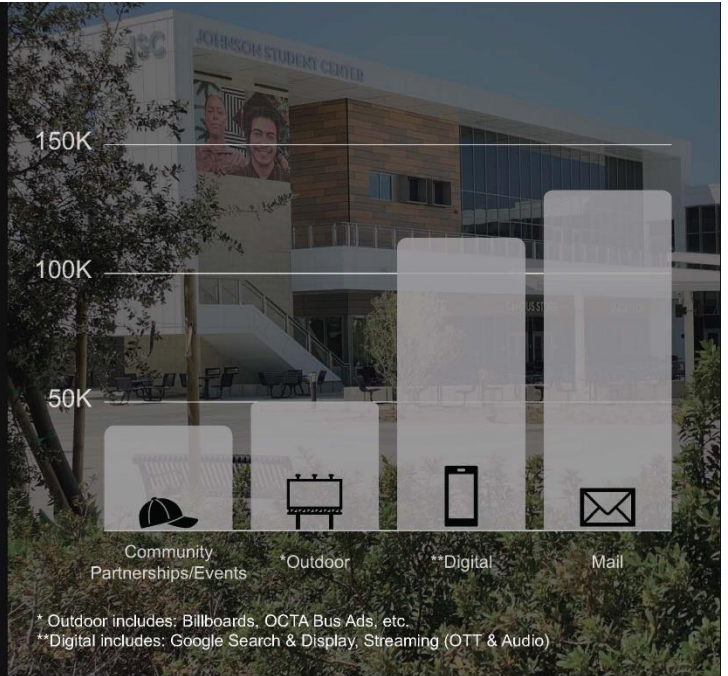 JOHNSON STUDENT CENTER
150K
100K
50K
Community
Partnerships/Events
*Outdoor
**Digital
Mail
* Outdoor includes: Billboards, OCTA Bus Ads, etc.
**Digital includes: Google Search & Display, Streaming (OTT & Audio)